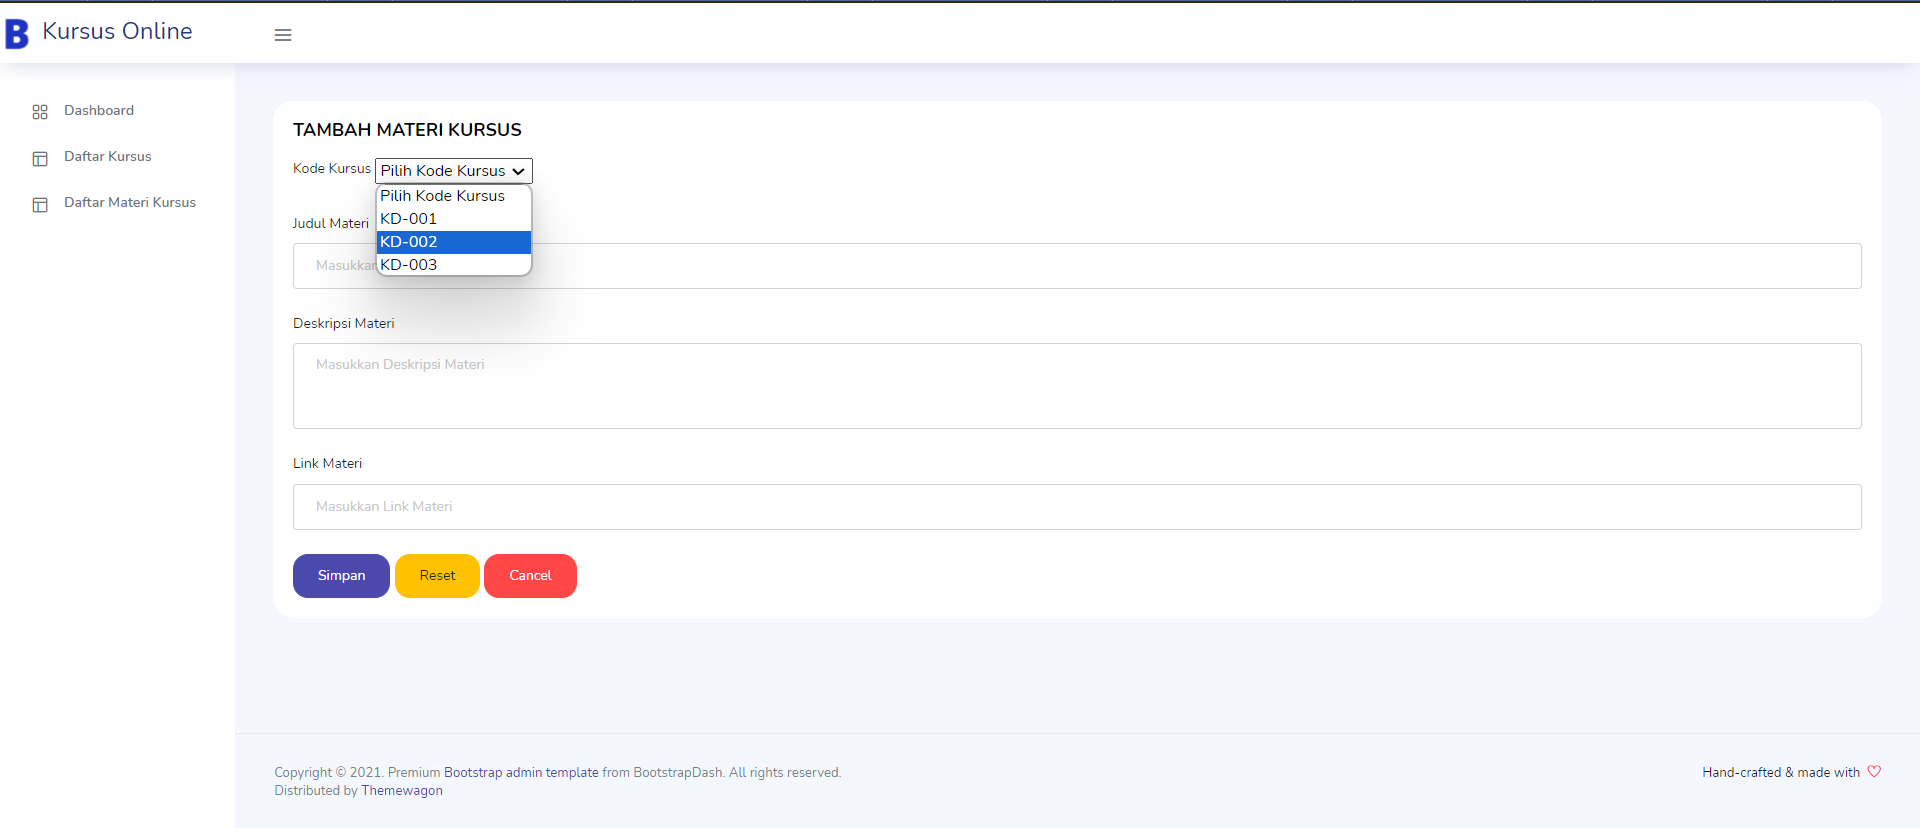 B Kursus Online
Dashboard
Daftar Kursus
Daftar Materi Kursus
TAMBAH MATERI KURSUS
Kode Kursus Pilih Kode Kursus
Pilih Kode Kursus
KD-001
KD-002
KD-003
Judul Materi
Masukkan
Deskripsi Materi
Masukkan Deskripsi Materi
Link Materi
Masukkan Link Materi
Simpan Reset Cancel
Copyright © 2021. Premium Bootstrap admin template from BootstrapDash. All rights reserved.
Distributed by Themewagon
Hand-crafted & made with